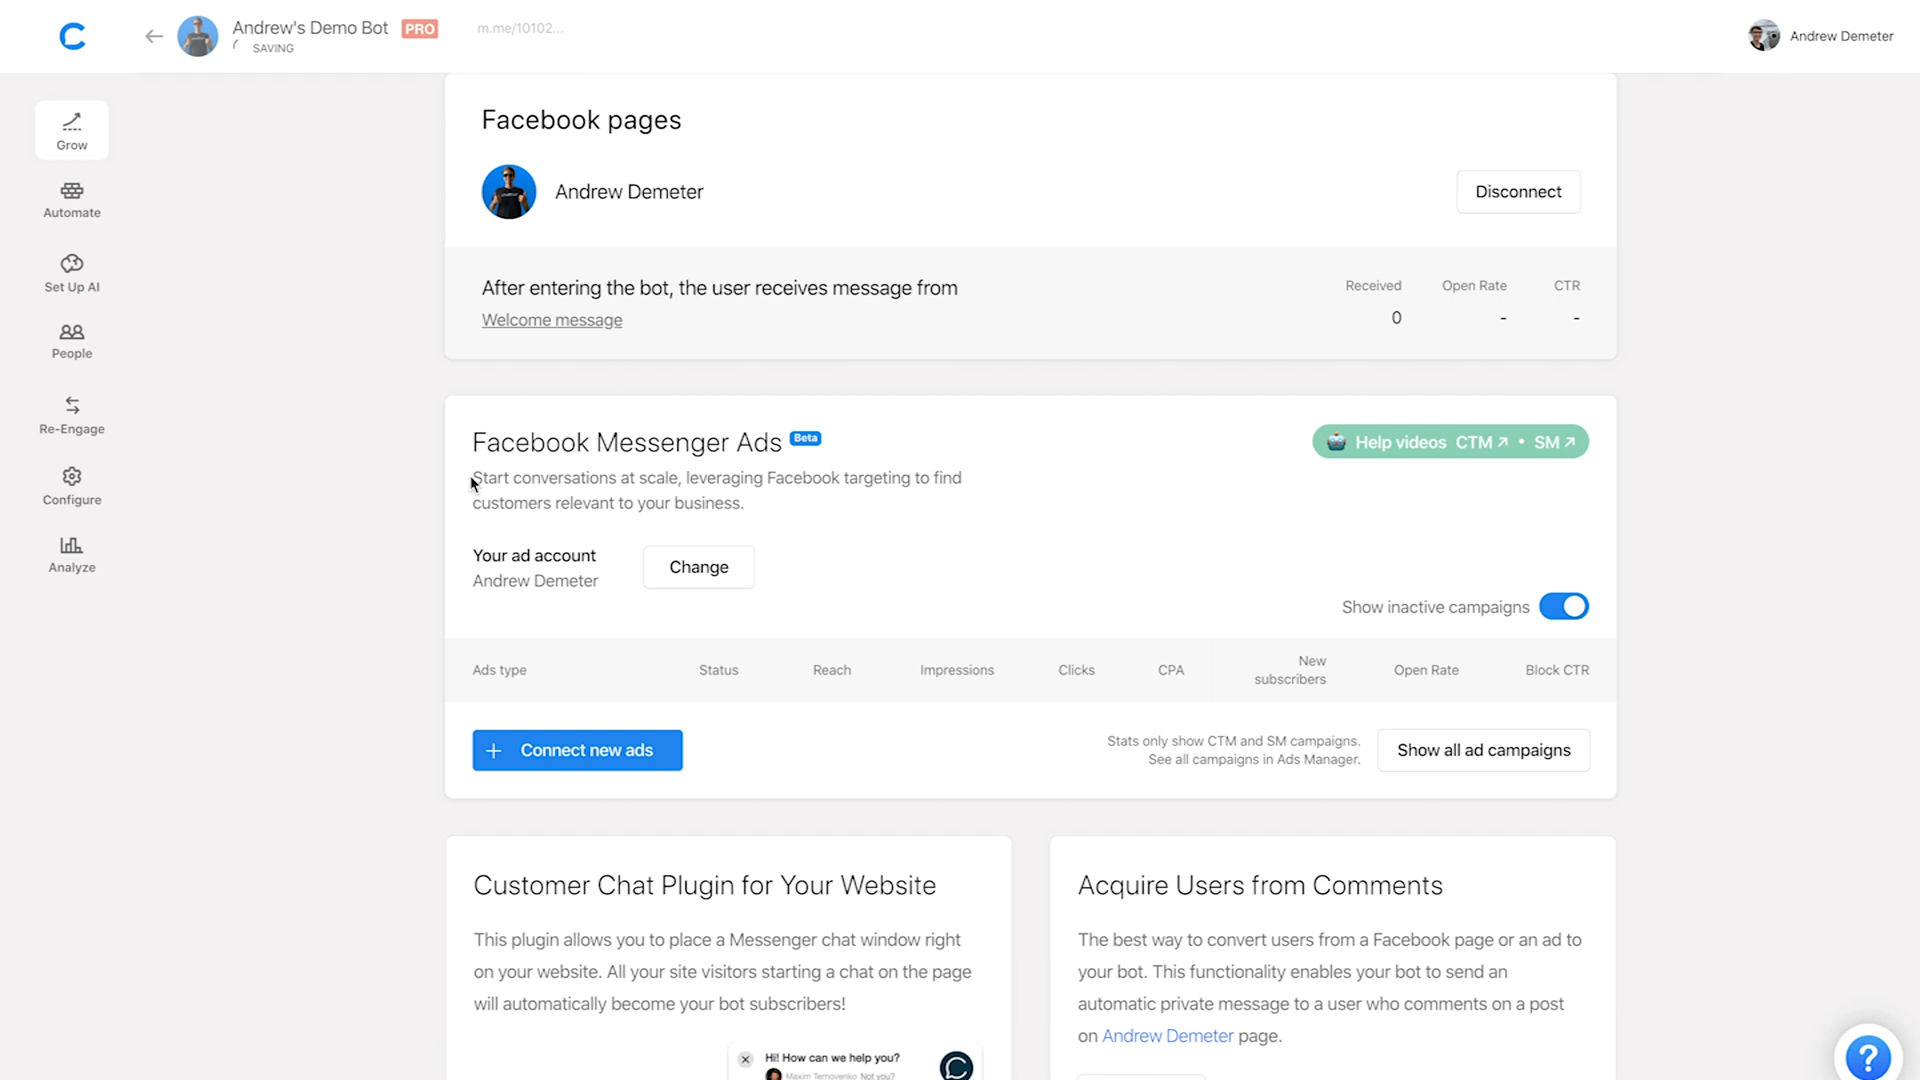 Andrew's Demo Bot PRO
SAVING
m.me/10102...
Andrew Demeter
Grow
Automate
Set Up AI
People
Re-Engage
Configure
Analyze
Facebook pages
Andrew Demeter
Disconnect
After entering the bot, the user receives message from
Welcome message
Received Open Rate CTR
0 - -
Facebook Messenger Ads Beta
Help videos CTM ↗ • SM ↗
Start conversations at scale, leveraging Facebook targeting to find
customers relevant to your business.
Your ad account
Andrew Demeter
Change
Show inactive campaigns
Ads type Status Reach Impressions Clicks CPA New subscribers Open Rate Block CTR
+ Connect new ads
Stats only show CTM and SM campaigns.
See all campaigns in Ads Manager.
Show all ad campaigns
Customer Chat Plugin for Your Website
This plugin allows you to place a Messenger chat window right
on your website. All your site visitors starting a chat on the page
will automatically become your bot subscribers!
Hi! How can we help you?
Maxim Ternovenko Not you?
Acquire Users from Comments
The best way to convert users from a Facebook page or an ad to
your bot. This functionality enables your bot to send an
automatic private message to a user who comments on a post
on Andrew Demeter page.
?